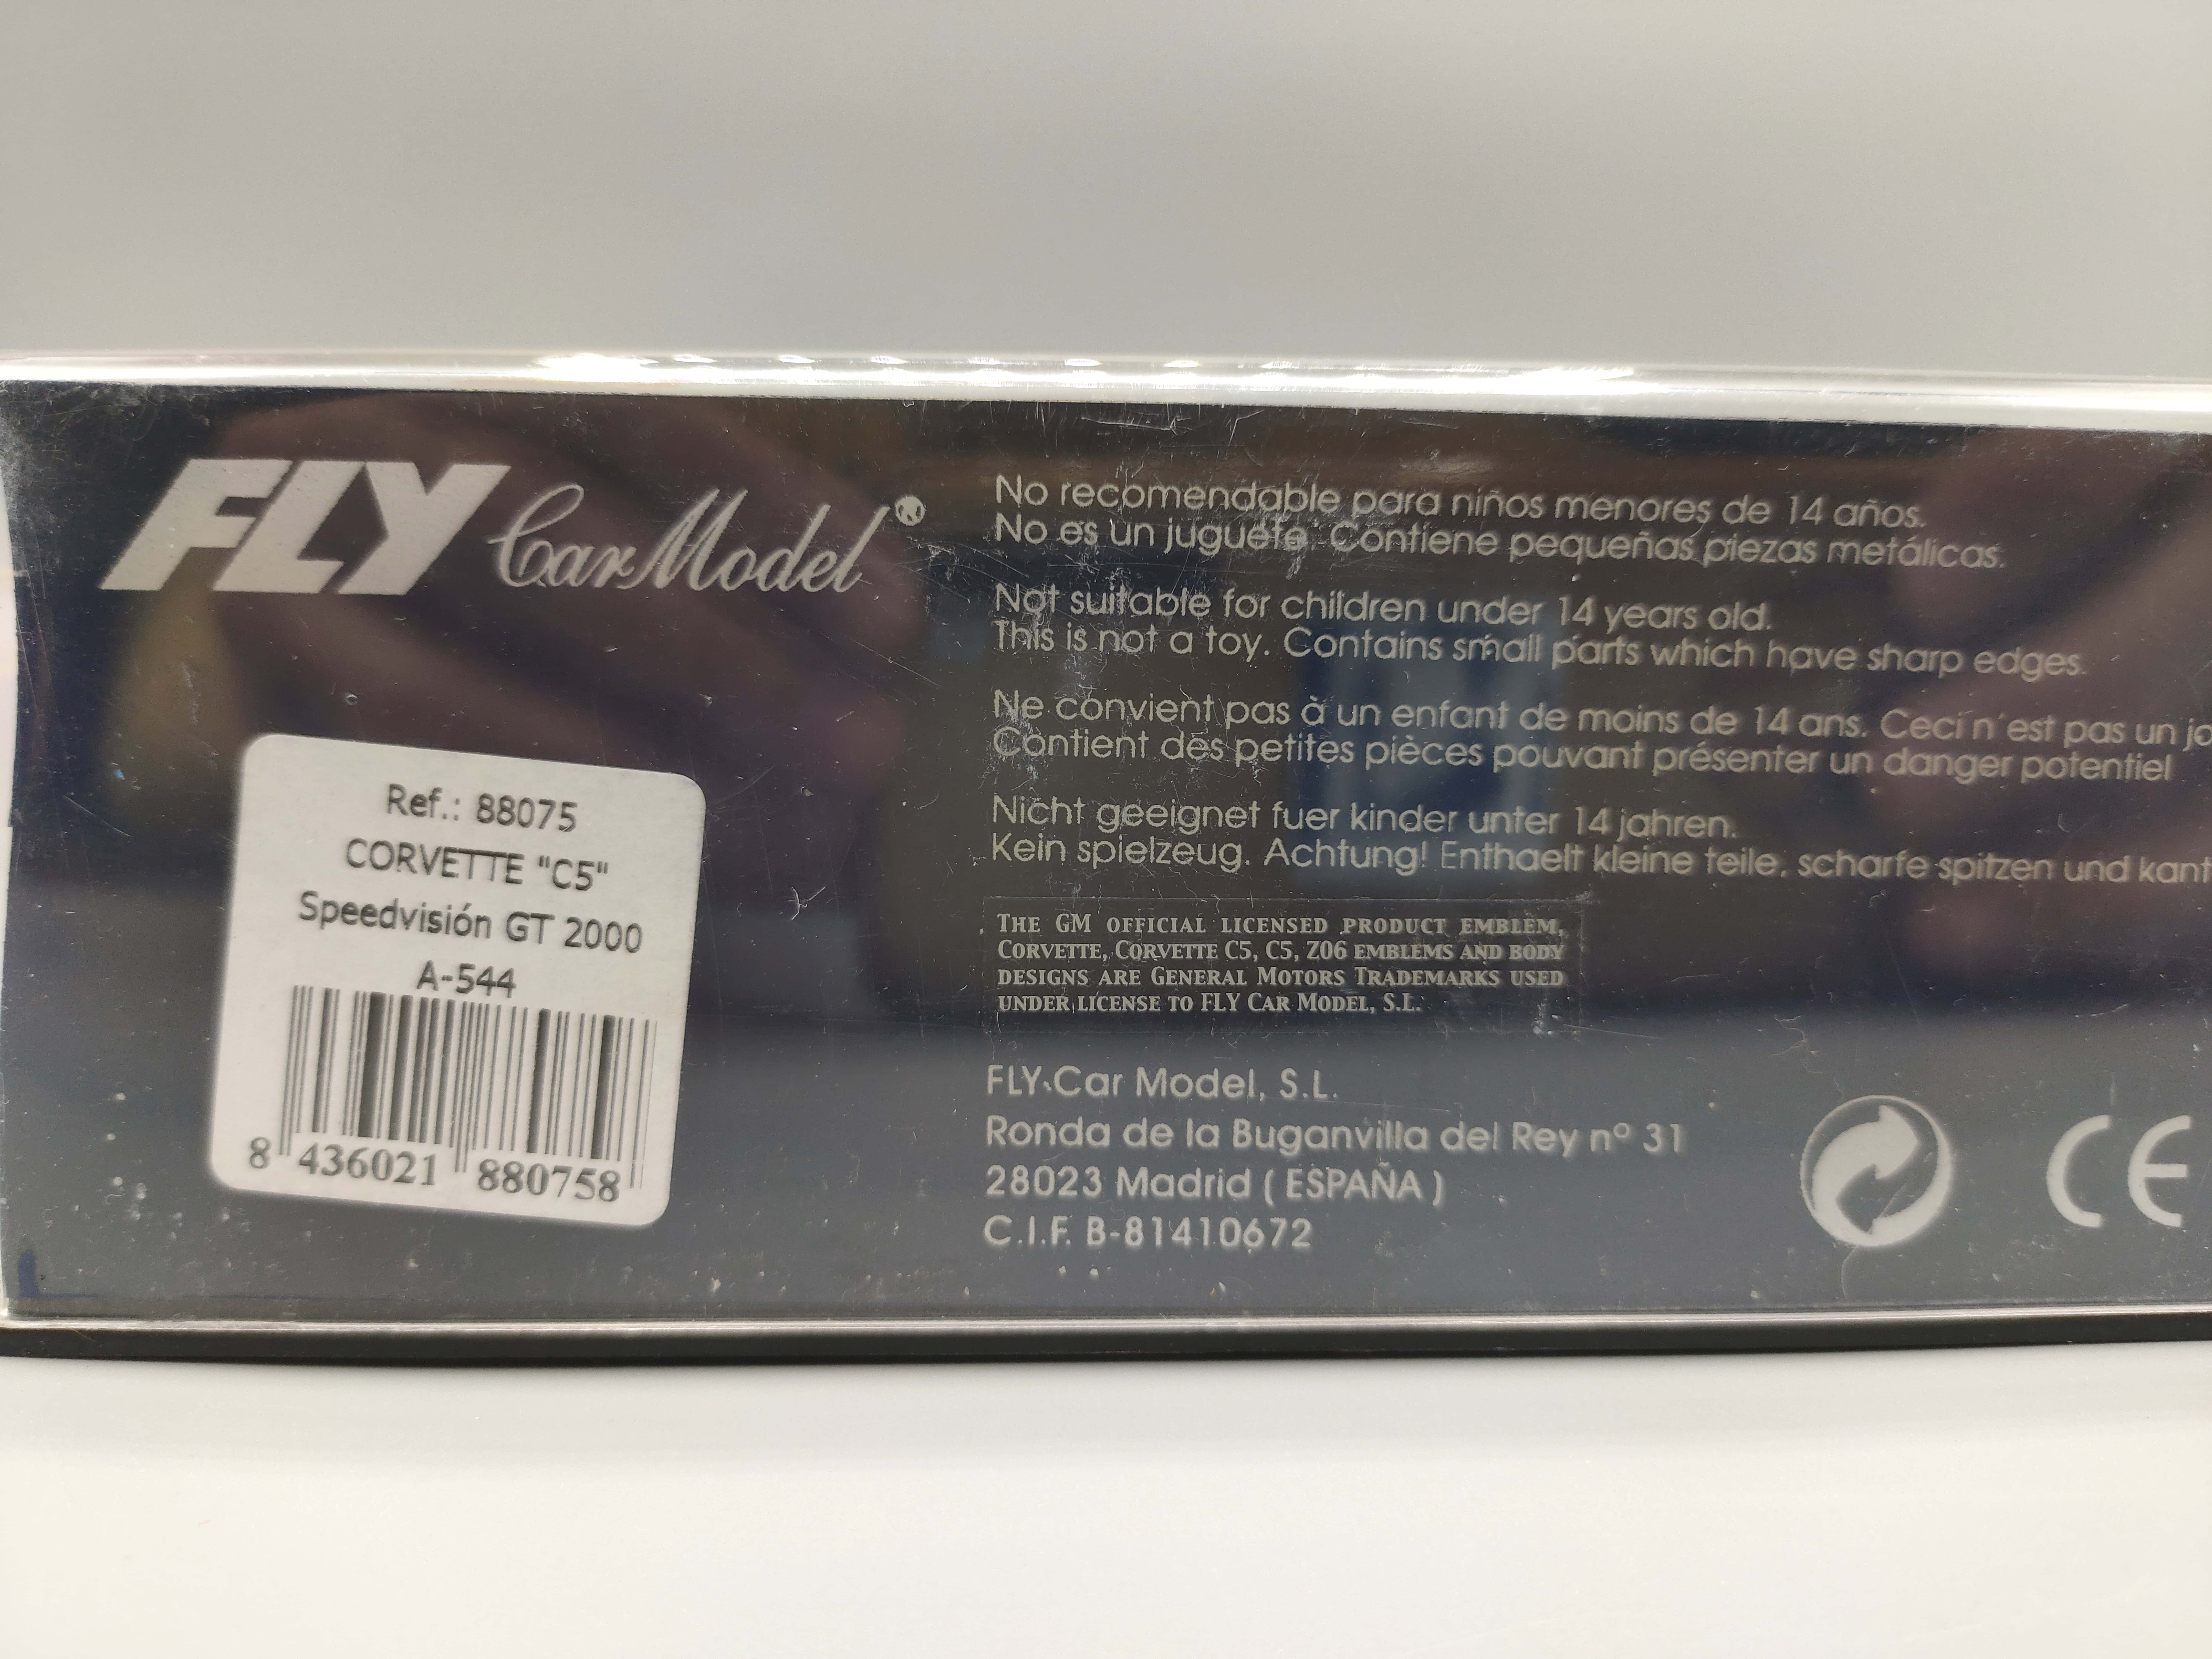 FLY Car Model®
Ref.: 88075
CORVETTE "C5"
Speedvisión GT 2000
A-544
8 436021 880758
No recomendable para niños menores de 14 años.
No es un juguete. Contiene pequeñas piezas metálicas.
Not suitable for children under 14 years old.
This is not a toy. Contains small parts which have sharp edges.
Ne convient pas à un enfant de moins de 14 ans. Ceci n'est pas un jo
Contient des petites pièces pouvant présenter un danger potentiel
Nicht geeignet fuer kinder unter 14 jahren.
Kein spielzeug. Achtung! Enthaelt kleine teile, scharfe spitzen und kant
THE GM OFFICIAL LICENSED PRODUCT EMBLEM,
CORVETTE, CORVETTE C5, C5, Z06 EMBLEMS AND BODY
DESIGNS ARE GENERAL MOTORS TRADEMARKS USED
UNDER LICENSE TO FLY CAR MODEL, S.L.
FLY Car Model, S.L.
Ronda de la Buganvilla del Rey nº 31
28023 Madrid ( ESPAÑA )
C.I.F. B-81410672
CE